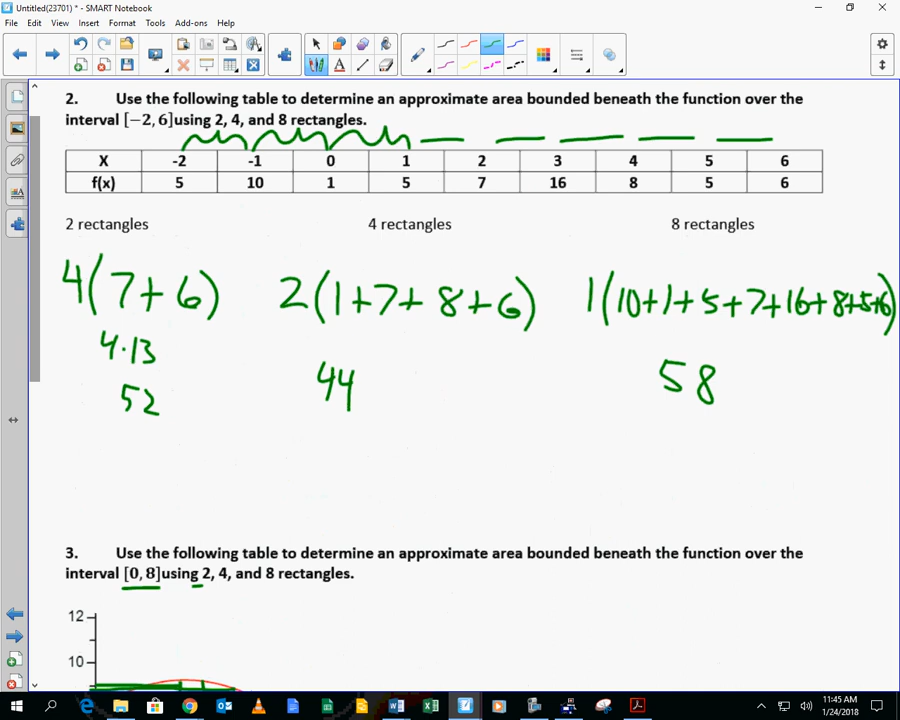 Untitled(23701) * - SMART Notebook
File Edit View Insert Format Tools Add-ons Help
2. Use the following table to determine an approximate area bounded beneath the function over the
interval [−2, 6]using 2, 4, and 8 rectangles.
X -2 -1 0 1 2 3 4 5 6
f(x) 5 10 1 5 7 16 8 5 6
2 rectangles 4 rectangles 8 rectangles
4(7+6) 2(1+7+8+6) 1(10+1+5+7+16+8+5+6)
4·13
52 44 58
3. Use the following table to determine an approximate area bounded beneath the function over the
interval [0, 8]using 2, 4, and 8 rectangles.
12
10
11:45 AM
1/24/2018